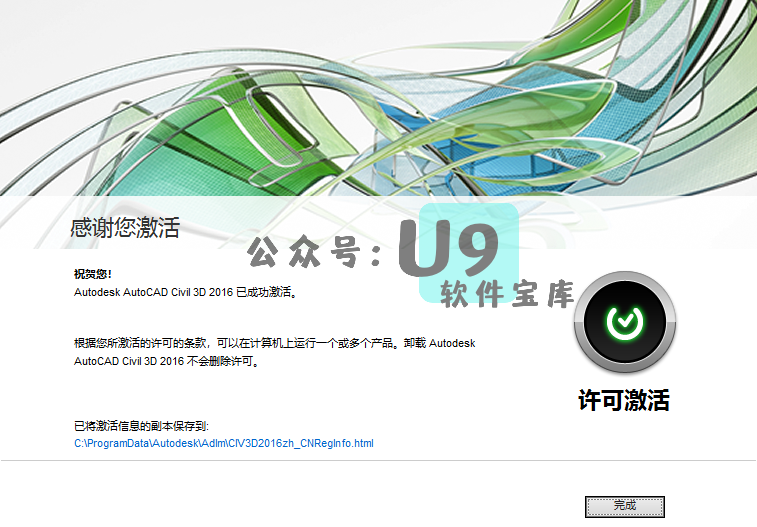 感谢您激活
公众号:U9
软件宝库
祝贺您!
Autodesk AutoCAD Civil 3D 2016 已成功激活。
根据您所激活的许可的条款，可以在计算机上运行一个或多个产品。卸载 Autodesk
AutoCAD Civil 3D 2016 不会删除许可。
许可激活
已将激活信息的副本保存到:
C:\ProgramData\Autodesk\Adlm\CIV3D2016zh_CNRegInfo.html
完成